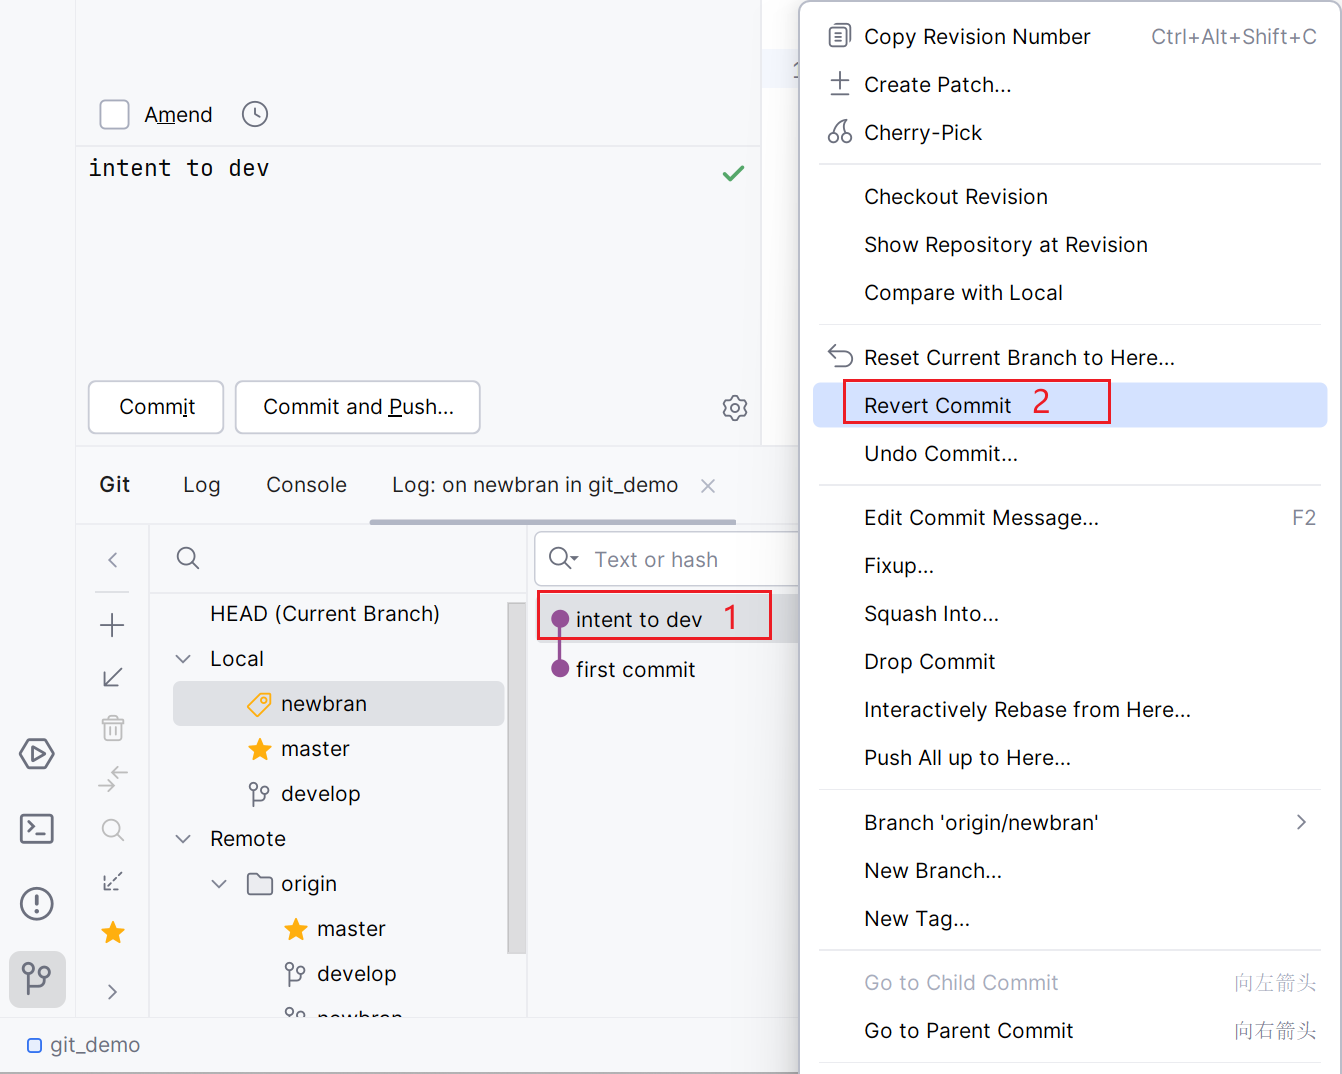 Amend
intent to dev
Commit
Commit and Push...
Git
Log
Console
Log: on newbran in git_demo
HEAD (Current Branch)
Local
newbran
master
develop
Remote
origin
master
develop
newbran
Text or hash
intent to dev 1
first commit
git_demo
Copy Revision Number Ctrl+Alt+Shift+C
Create Patch...
Cherry-Pick
Checkout Revision
Show Repository at Revision
Compare with Local
Reset Current Branch to Here...
Revert Commit 2
Undo Commit...
Edit Commit Message... F2
Fixup...
Squash Into...
Drop Commit
Interactively Rebase from Here...
Push All up to Here...
Branch 'origin/newbran'
New Branch...
New Tag...
Go to Child Commit 向左箭头
Go to Parent Commit 向右箭头